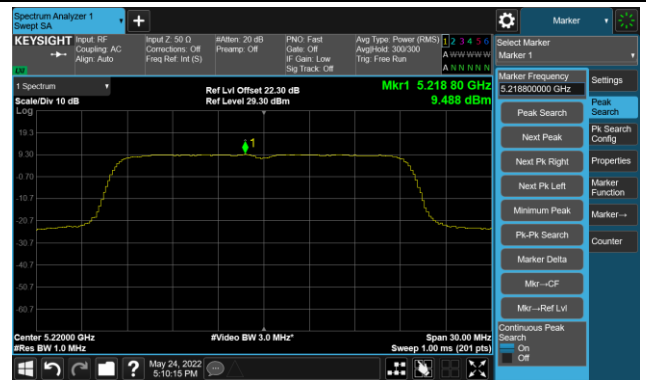 Spectrum Analyzer 1
Swept SA
Marker
KEYSIGHT
Input: RF
Coupling: AC
Align: Auto
Input Z: 50 Ω
Corrections: Off
Freq Ref: Int (S)
#Atten: 20 dB
Preamp: Off
PNO: Fast
Gate: Off
IF Gain: Low
Sig Track: Off
Avg Type: Power (RMS)
Avg|Hold: 300/300
Trig: Free Run
1 2 3 4 5 6
A W W W W W
A N N N N N
Select Marker
Marker 1
1 Spectrum
Scale/Div 10 dB
Log
Ref Lvl Offset 22.30 dB
Ref Level 29.30 dBm
Mkr1 5.218 80 GHz
9.488 dBm
Marker Frequency
5.218800000 GHz
Settings
Peak Search
Next Peak
Next Pk Right
Next Pk Left
Minimum Peak
Pk-Pk Search
Marker Delta
Mkr→CF
Mkr→Ref Lvl
Continuous Peak
Search
On
Off
Peak
Search
Pk Search
Config
Properties
Marker
Function
Marker→
Counter
1
19.3
9.30
-0.70
-10.7
-20.7
-30.7
-40.7
-50.7
-60.7
Center 5.22000 GHz
#Res BW 1.0 MHz
#Video BW 3.0 MHz*
Span 30.00 MHz
Sweep 1.00 ms (201 pts)
May 24, 2022
5:10:15 PM